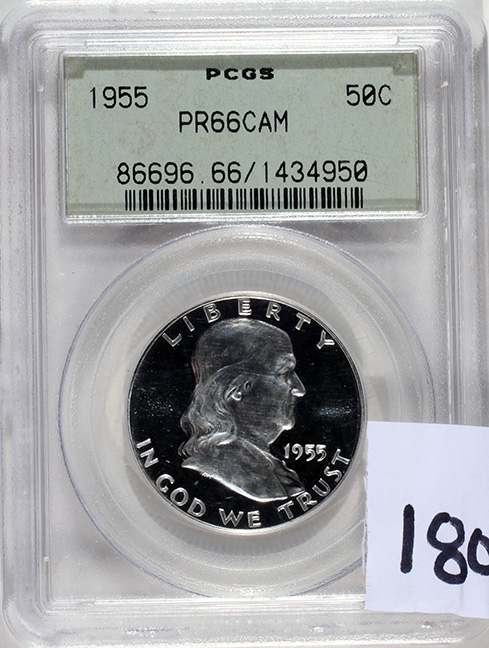 PCGS
1955 50C
PR66CAM
86696.66/1434950
LIBERTY
1955
IN GOD WE TRUST
180